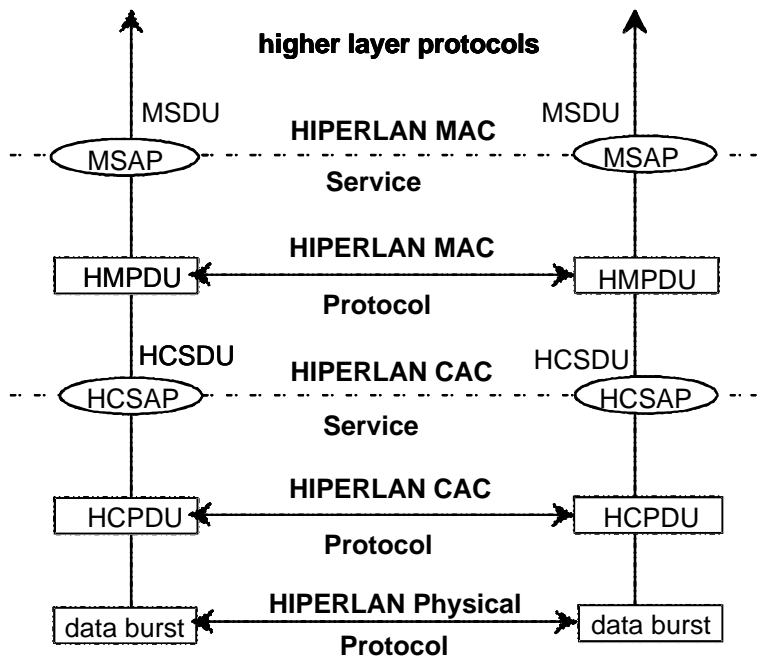 higher layer protocols
MSDU
MSDU
HIPERLAN MAC
MSAP
MSAP
Service
HIPERLAN MAC
HMPDU
HMPDU
Protocol
HCSDU
HCSDU
HIPERLAN CAC
HCSAP
HCSAP
Service
HIPERLAN CAC
HCPDU
HCPDU
Protocol
HIPERLAN Physical
data burst
data burst
Protocol